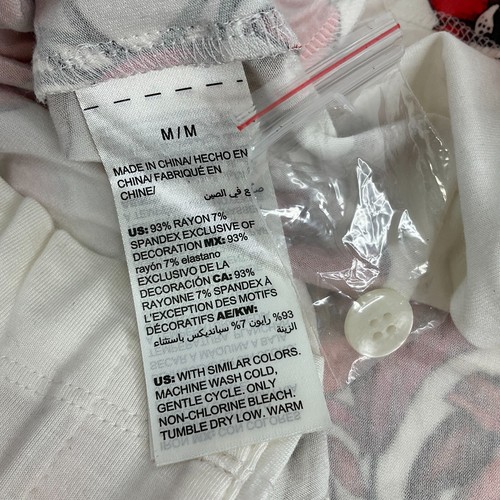 M / M
MADE IN CHINA/ HECHO EN
CHINA/ FABRIQUÉ EN
CHINE/
صنع في الصين
US: 93% RAYON 7%
SPANDEX EXCLUSIVE OF
DECORATION MX: 93%
rayón 7% elastano
EXCLUSIVO DE LA
DECORACIÓN CA: 93%
RAYONNE 7% SPANDEX À
L'EXCEPTION DES MOTIFS
DÉCORATIFS AE/KW:
93% رايون 7% سباندیکس باستثناء
الزينة
US: WITH SIMILAR COLORS.
MACHINE WASH COLD,
GENTLE CYCLE. ONLY
NON-CHLORINE BLEACH.
TUMBLE DRY LOW. WARM